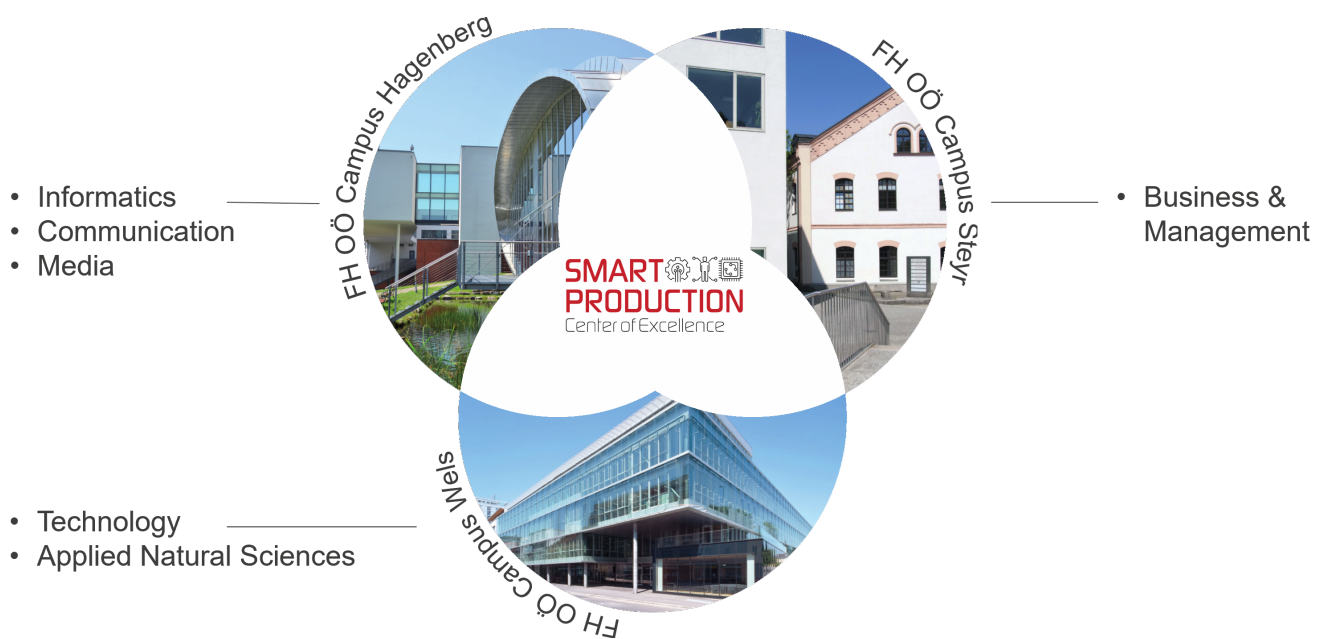 FH OÖ Campus Hagenberg
FH OÖ Campus Steyr
• Informatics
• Communication
• Media
• Business &
Management
SMART
PRODUCTION
Center of Excellence
FH OÖ Campus Wels
• Technology
• Applied Natural Sciences